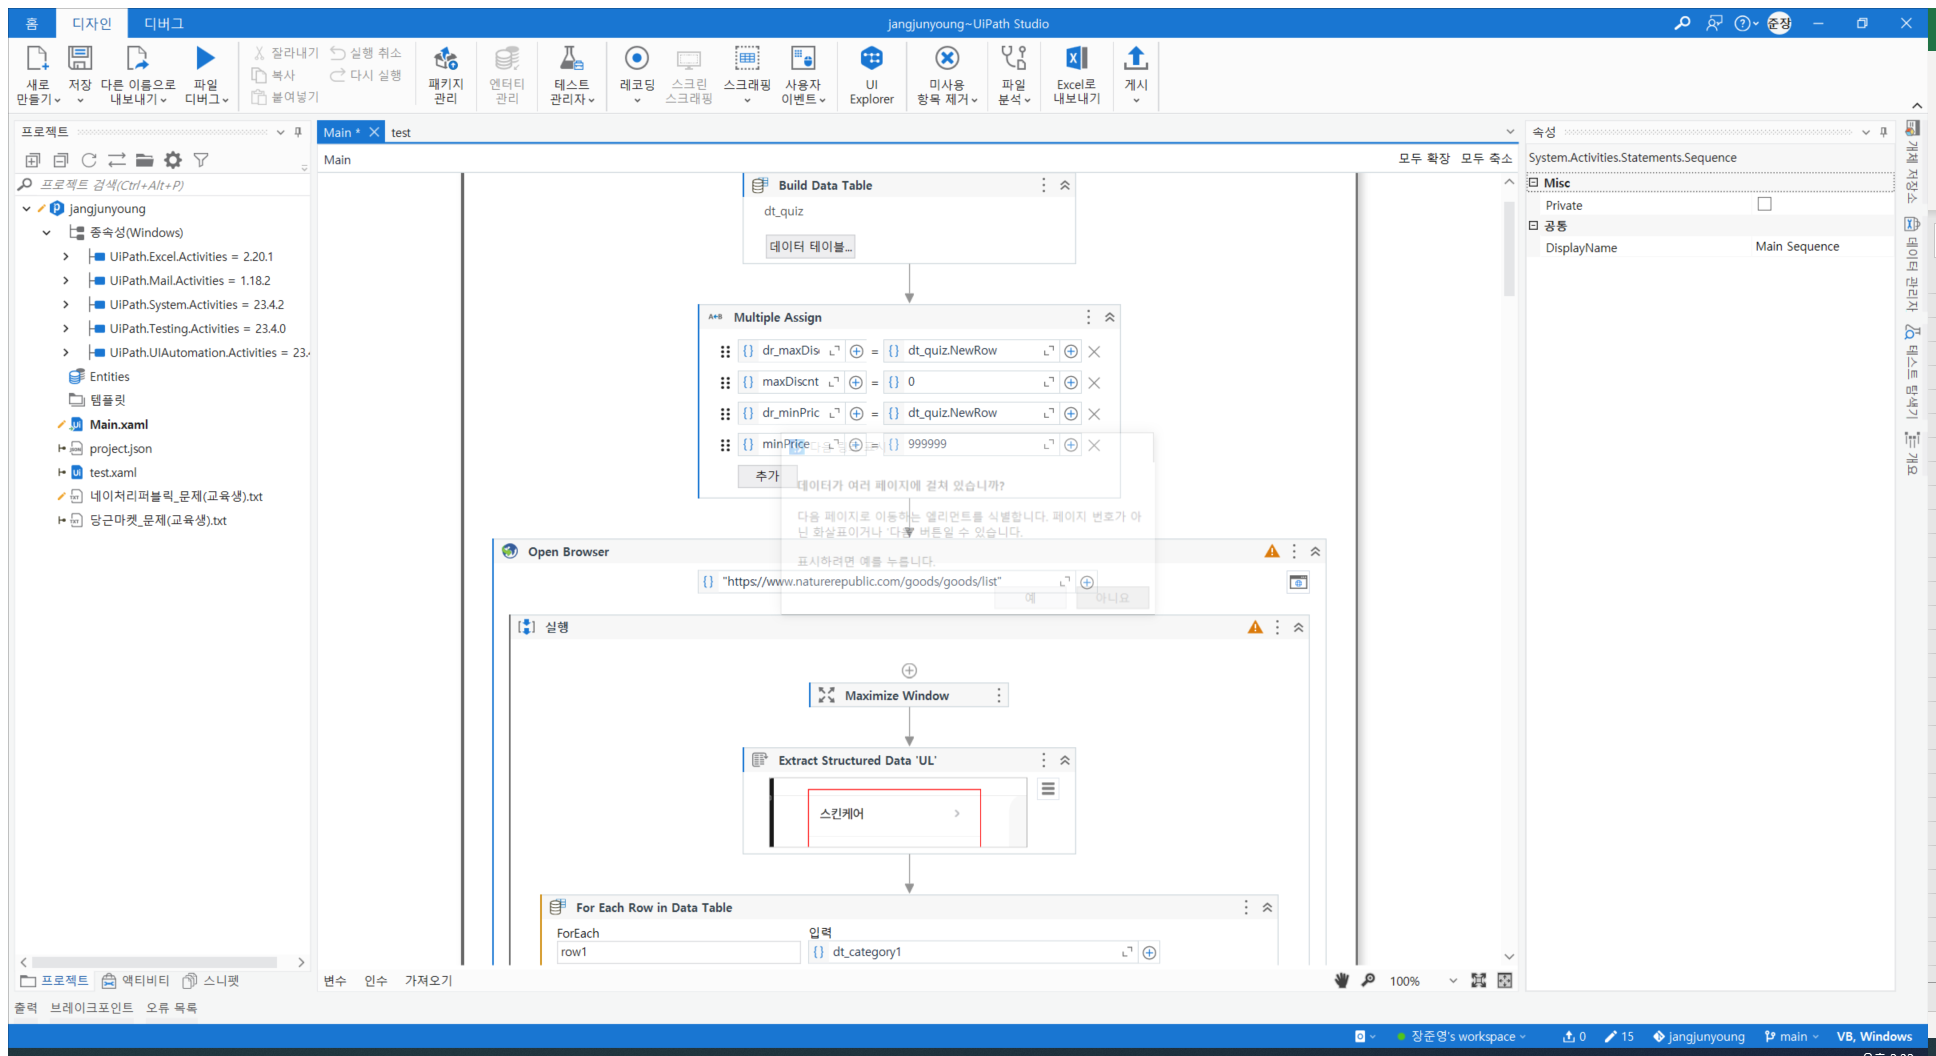 홈 디자인 디버그 jangjunyoung~UiPath Studio 준장
새로 만들기 저장 다른 이름으로 내보내기 파일 디버그
잘라내기 복사 붙여넣기 실행 취소 다시 실행
패키지 관리 엔터티 관리 테스트 관리자 레코딩 스크린 스크래핑 스크래핑 사용자 이벤트 UI Explorer 미사용 항목 제거 파일 분석 Excel로 내보내기 게시
프로젝트
프로젝트 검색(Ctrl+Alt+P)
jangjunyoung
종속성(Windows)
UiPath.Excel.Activities = 2.20.1
UiPath.Mail.Activities = 1.18.2
UiPath.System.Activities = 23.4.2
UiPath.Testing.Activities = 23.4.0
UiPath.UIAutomation.Activities = 23.
Entities
템플릿
Main.xaml
project.json
test.xaml
네이처리퍼블릭_문제(교육생).txt
당근마켓_문제(교육생).txt
프로젝트 액티비티 스니펫
출력 브레이크포인트 오류 목록
Main * test
Main 모두 확장 모두 축소
Build Data Table
dt_quiz
데이터 테이블...
A+B Multiple Assign
dr_maxDis = dt_quiz.NewRow
maxDiscnt = 0
dr_minPric = dt_quiz.NewRow
minPrice = 999999
추가
데이터가 여러 페이지에 걸쳐 있습니까?
다음 페이지로 이동하는 엘리먼트를 식별합니다. 페이지 번호가 아
닌 화살표이거나 '다음' 버튼일 수 있습니다.
표시하려면 예를 누릅니다.
예 아니요
Open Browser
"https://www.naturerepublic.com/goods/goods/list"
실행
Maximize Window
Extract Structured Data 'UL'
스킨케어
For Each Row in Data Table
ForEach 입력
row1 dt_category1
변수 인수 가져오기 100%
속성
System.Activities.Statements.Sequence
Misc
Private
공통
DisplayName Main Sequence
개체 저장소
데이터 관리자
테스트 탐색기
개요
장준영's workspace 0 15 jangjunyoung main VB, Windows